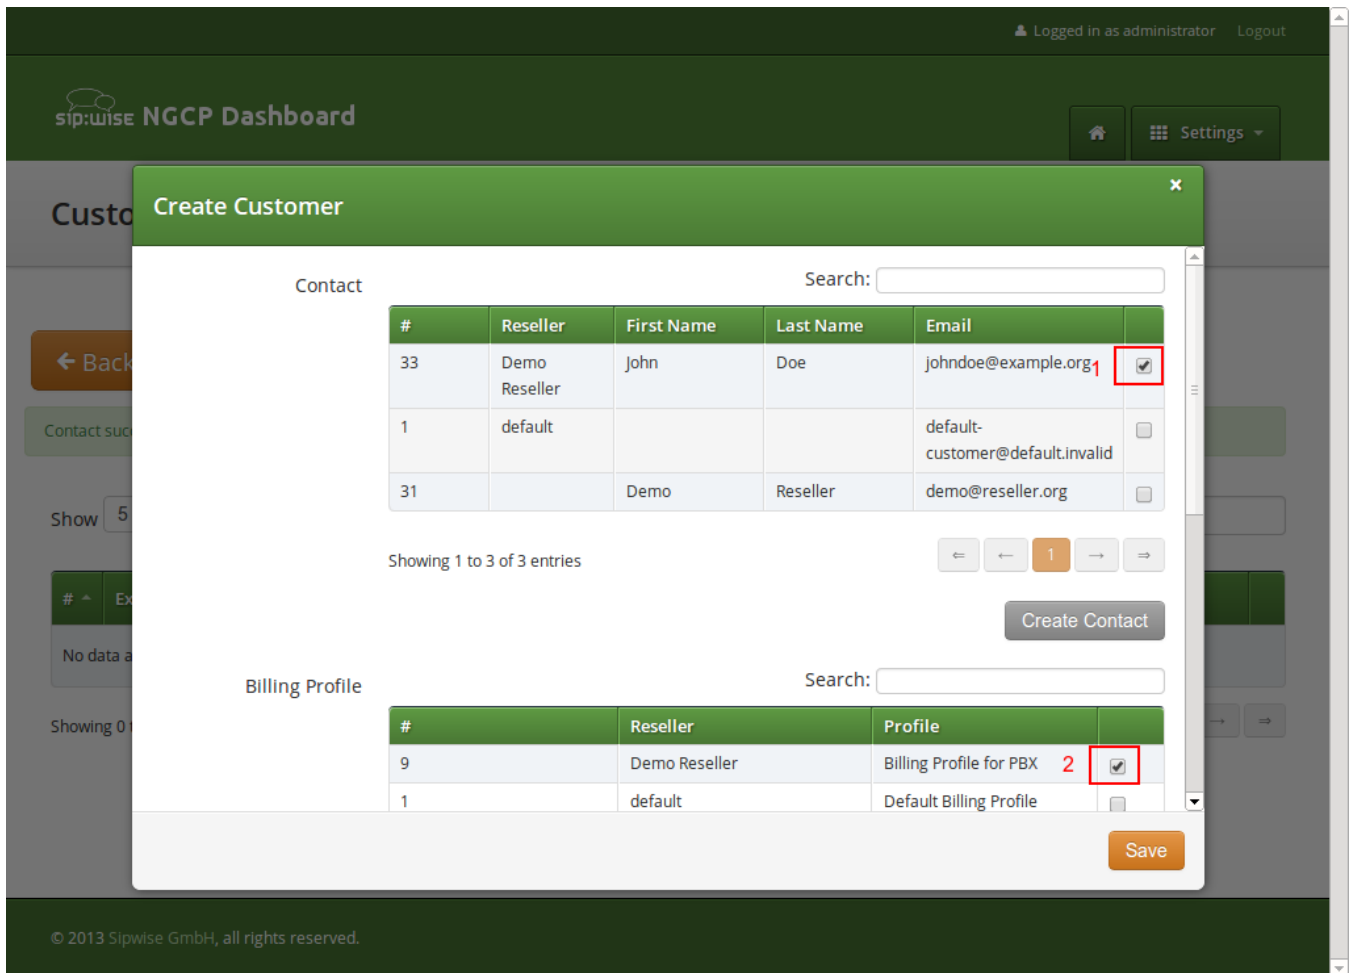 Logged in as administrator Logout
sip:wise NGCP Dashboard
Settings
Custo
Create Customer
×
Contact
Search:
# Reseller First Name Last Name Email
33 Demo Reseller John Doe johndoe@example.org 1
1 default default-customer@default.invalid
31 Demo Reseller demo@reseller.org
Showing 1 to 3 of 3 entries
⇐ ← 1 → ⇒
Create Contact
Billing Profile
Search:
# Reseller Profile
9 Demo Reseller Billing Profile for PBX 2
1 default Default Billing Profile
Save
← Back
Contact suc
Show 5
# Ex
No data a
Showing 0 t
→ ⇒
© 2013 Sipwise GmbH, all rights reserved.